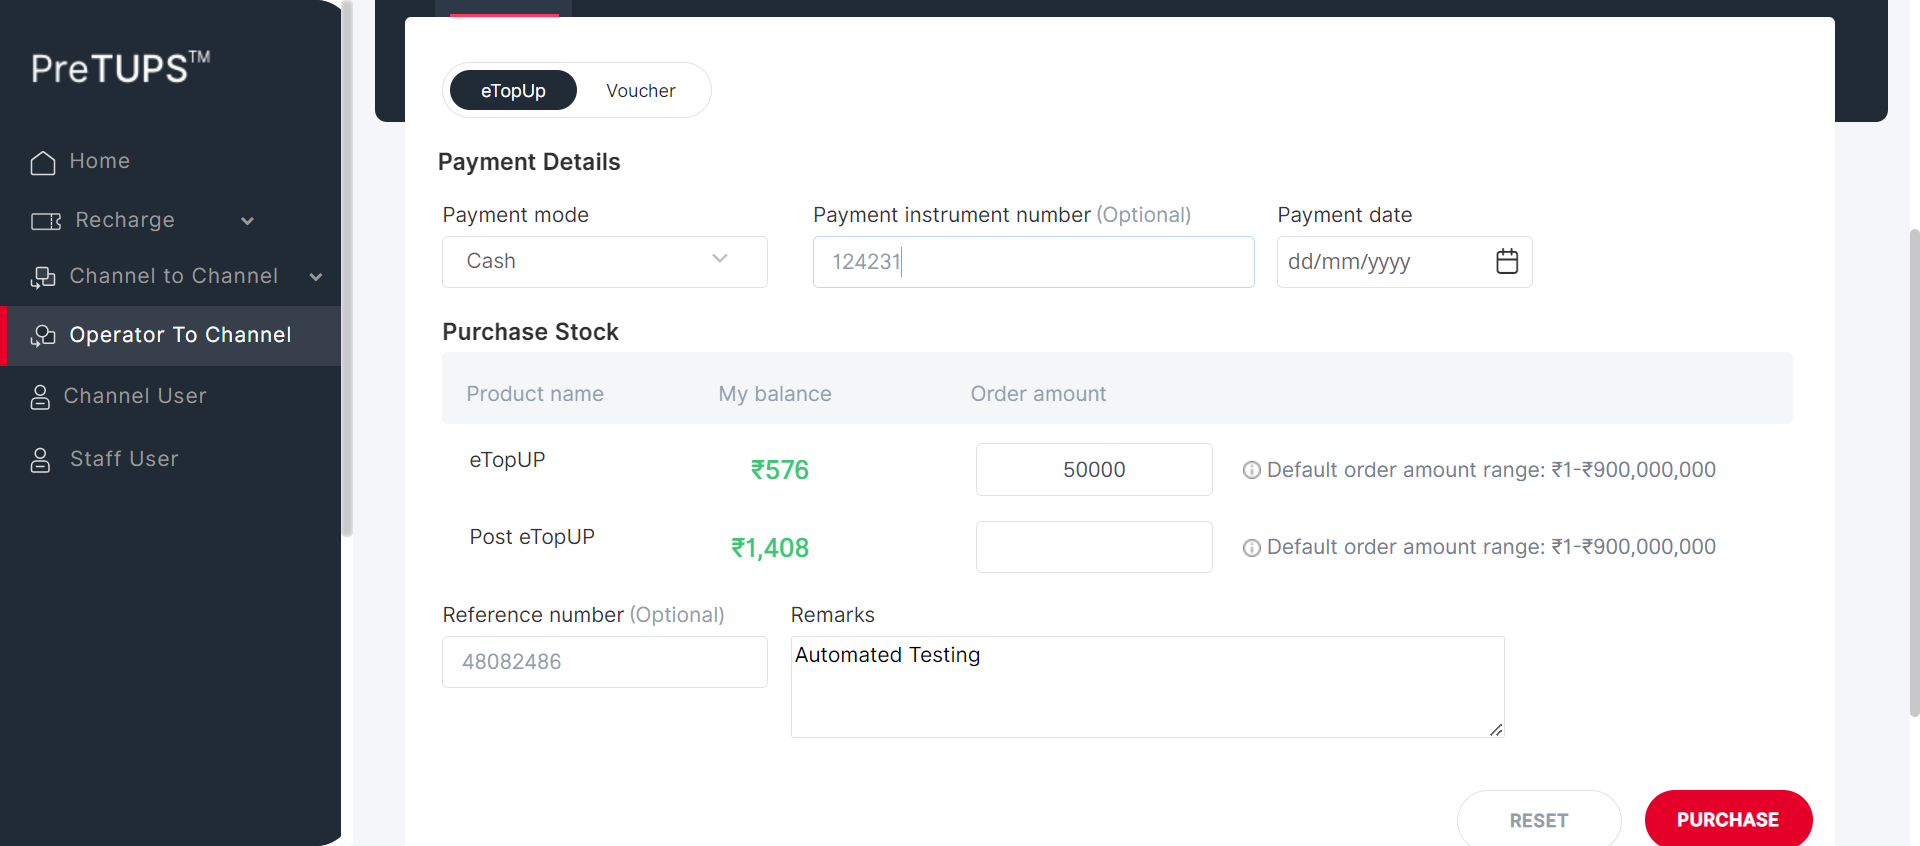 PreTUPS™
Home
Recharge
Channel to Channel
Operator To Channel
Channel User
Staff User
eTopUp Voucher
Payment Details
Payment mode Payment instrument number (Optional) Payment date
Cash 124231 dd/mm/yyyy
Purchase Stock
Product name My balance Order amount
eTopUP ₹576 50000 Default order amount range: ₹1-₹900,000,000
Post eTopUP ₹1,408 Default order amount range: ₹1-₹900,000,000
Reference number (Optional) Remarks
48082486 Automated Testing
RESET PURCHASE